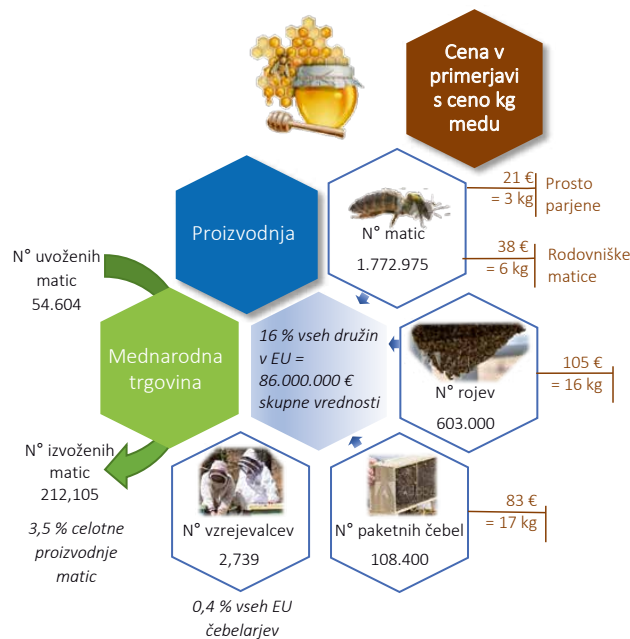 Cena v
primerjavi
s ceno kg
medu
Proizvodnja
N° matic
1.772.975
21 €
= 3 kg
Prosto
parjene
38 €
= 6 kg
Rodovniške
matice
N° uvoženih
matic
54.604
Mednarodna
trgovina
16 % vseh družin
v EU =
86.000.000 €
skupne vrednosti
N° rojev
603.000
105 €
= 16 kg
N° izvoženih
matic
212,105
3,5 % celotne
proizvodnje
matic
N° vzrejevalcev
2,739
0,4 % vseh EU
čebelarjev
N° paketnih čebel
108.400
83 €
= 17 kg